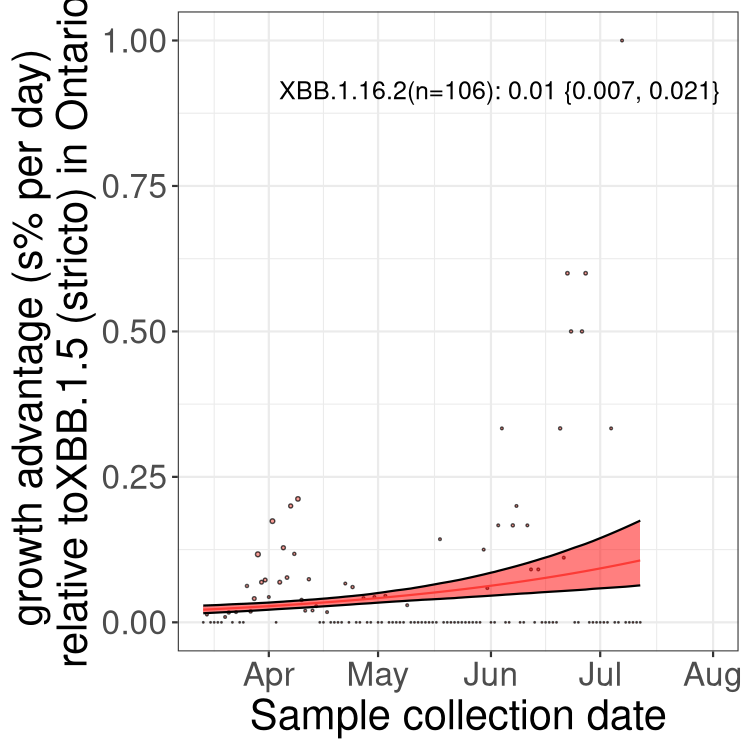 growth advantage (s% per day)
relative toXBB.1.5 (stricto) in Ontario
1.00
0.75
0.50
0.25
0.00
XBB.1.16.2(n=106): 0.01 {0.007, 0.021}
Apr May Jun Jul Aug
Sample collection date